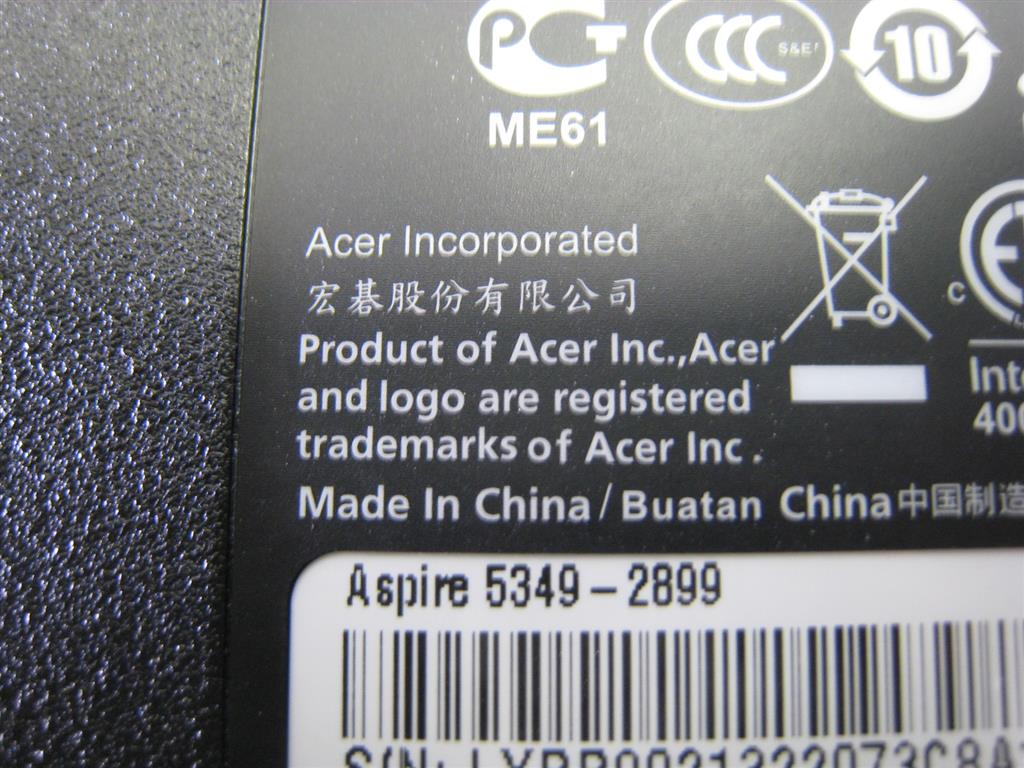 PCT CCC S&E 10
ME61
Acer Incorporated
宏碁股份有限公司
Product of Acer Inc.,Acer
and logo are registered
trademarks of Acer Inc .
C
Made In China / Buatan China 中国制造
Aspire 5349-2899
S/N: